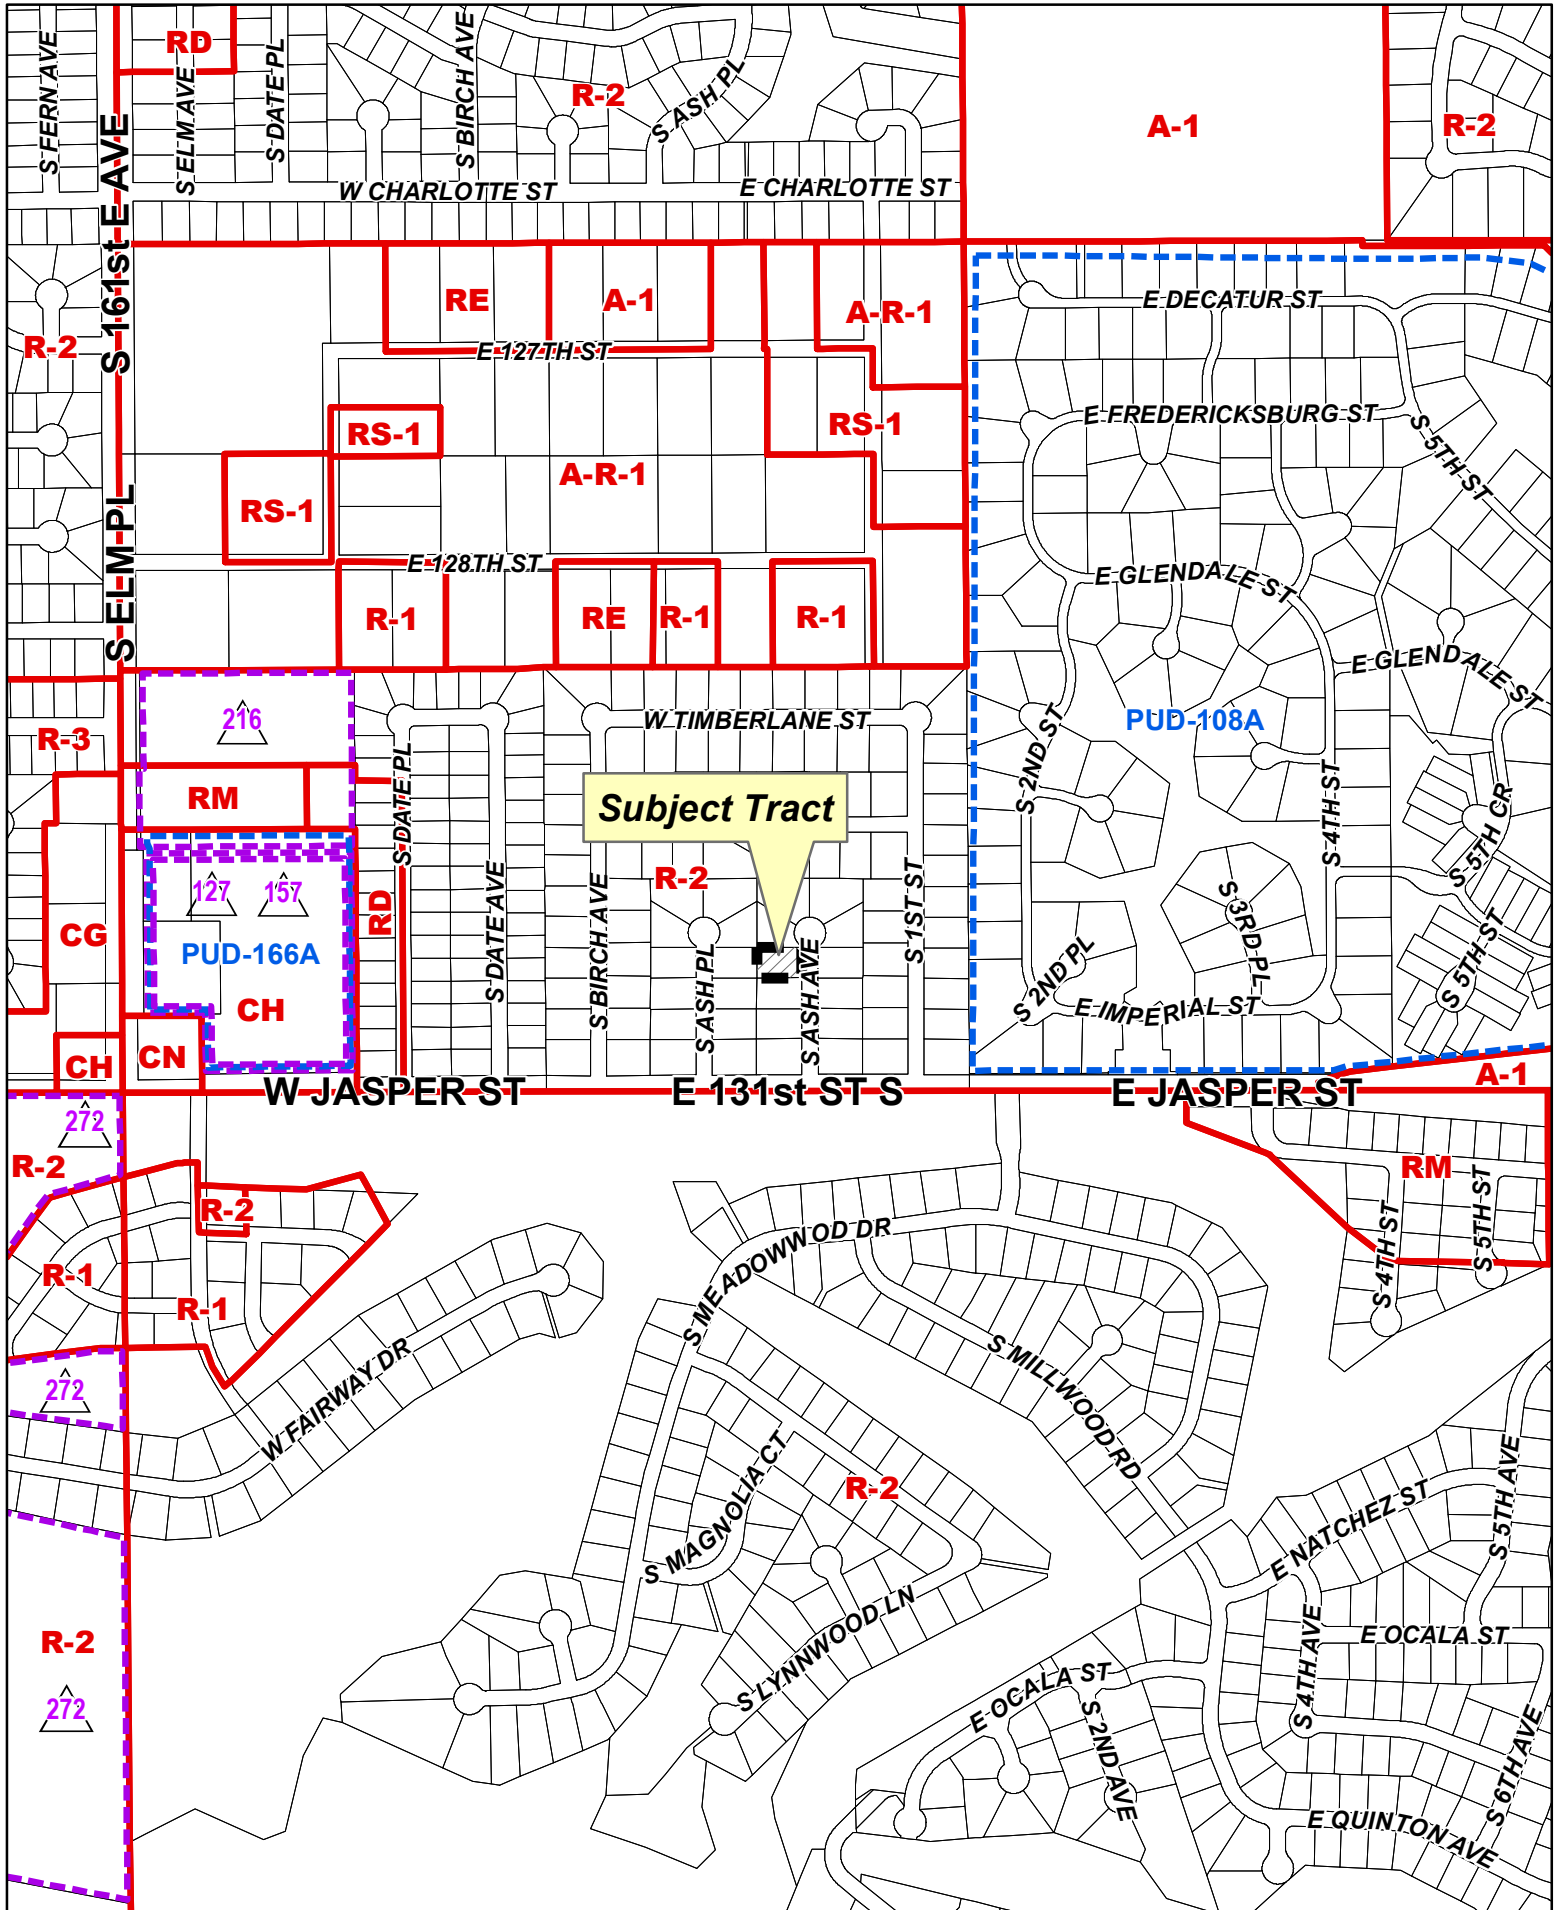 RD
S FERN AVE
S ELM AVE
S DATE PL
S BIRCH AVE
R-2
S ASH PL
A-1
R-2
S 161st E AVE
W CHARLOTTE ST
E CHARLOTTE ST
R-2
RE
A-1
A-R-1
E DECATUR ST
E 127TH ST
RS-1
RS-1
E FREDERICKSBURG ST
S 5TH ST
A-R-1
RS-1
S ELM PL
E 128TH ST
E GLENDALE ST
R-1
RE
R-1
R-1
E GLENDALE ST
216
W TIMBERLANE ST
PUD-108A
R-3
S 2ND ST
RM
S DATE PL
Subject Tract
S 4TH ST
S 5TH CR
127
157
RD
S DATE AVE
S BIRCH AVE
R-2
S 1ST ST
S 3RD PL
CG
PUD-166A
S ASH PL
S ASH AVE
S 2ND PL
S 5TH ST
CH
E IMPERIAL ST
CH
CN
A-1
W JASPER ST
E 131st ST S
E JASPER ST
272
R-2
RM
R-2
S MEADOWWOOD DR
S 4TH ST
S 5TH ST
R-1
R-1
W FAIRWAY DR
S MILLWOOD RD
272
S MAGNOLIA CT
R-2
E NATCHEZ ST
S 5TH AVE
S LYNNWOOD LN
R-2
S 4TH AVE
E OCALA ST
E OCALA ST
272
S 2ND AVE
S 6TH AVE
E QUINTON AVE